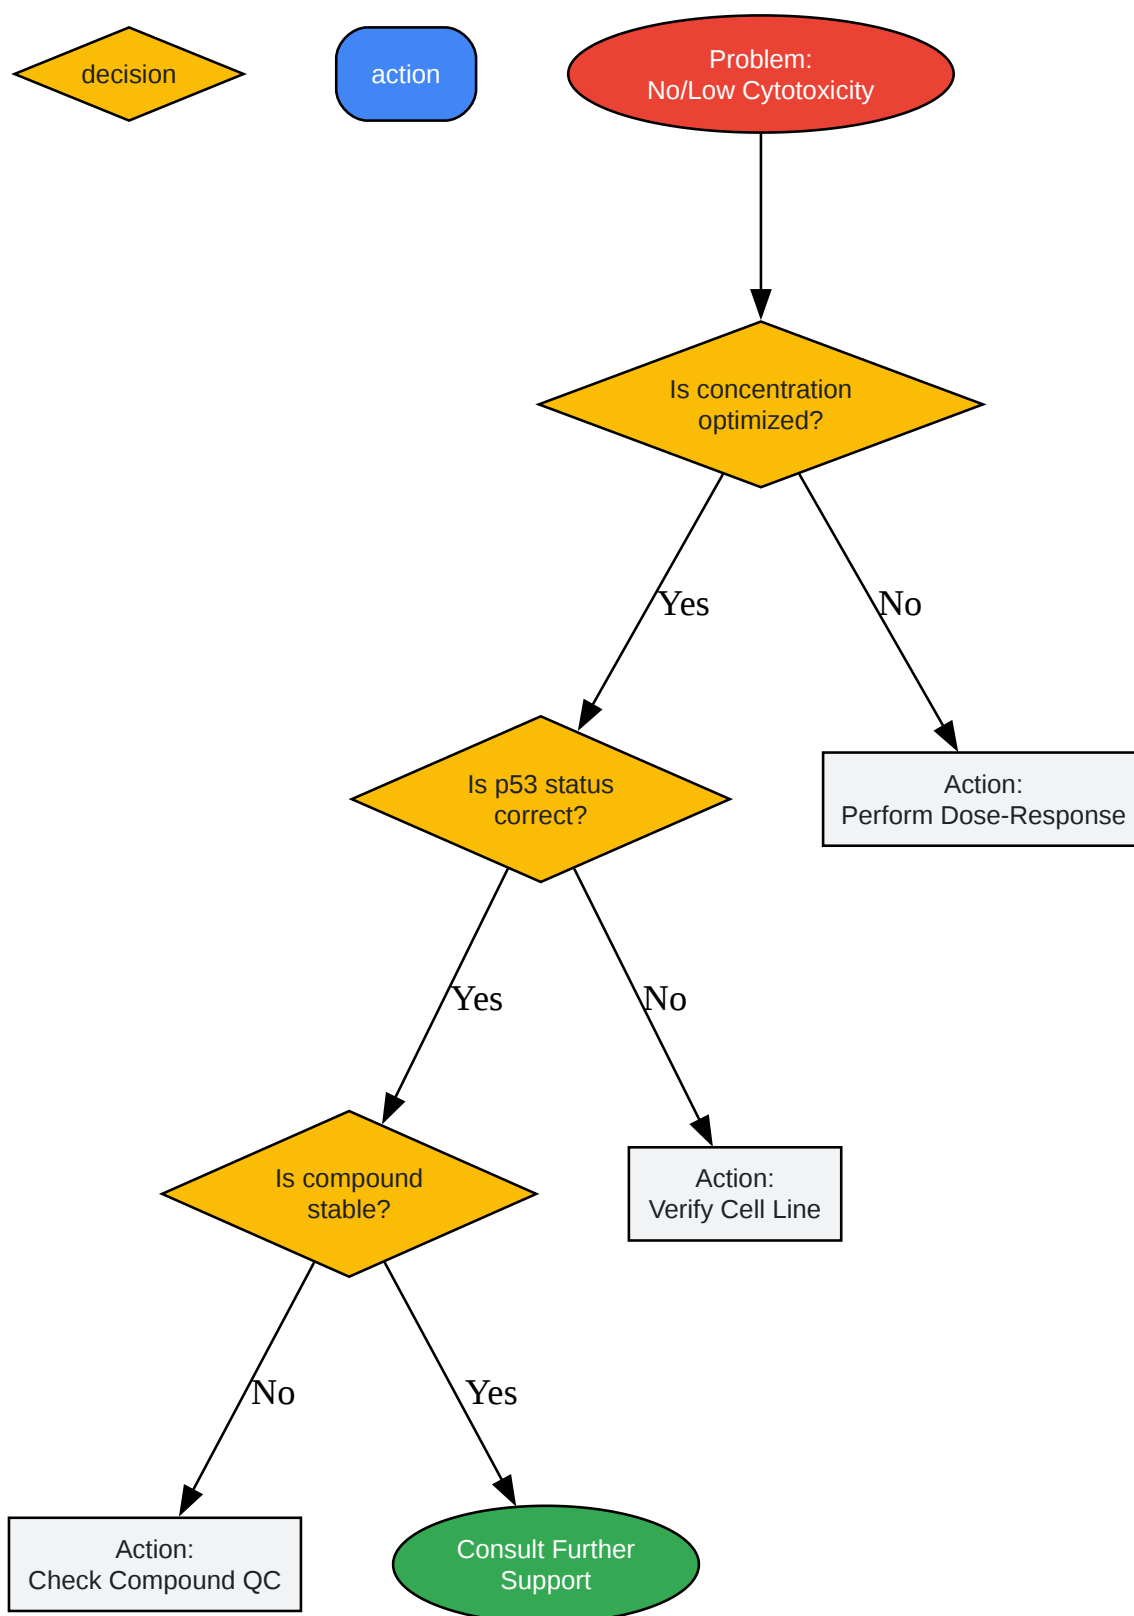 decision
action
Problem:
No/Low Cytotoxicity
Is concentration
optimized?
Yes
No
Is p53 status
correct?
Action:
Perform Dose-Response
Yes
No
Is compound
stable?
Action:
Verify Cell Line
No
Yes
Action:
Check Compound QC
Consult Further
Support